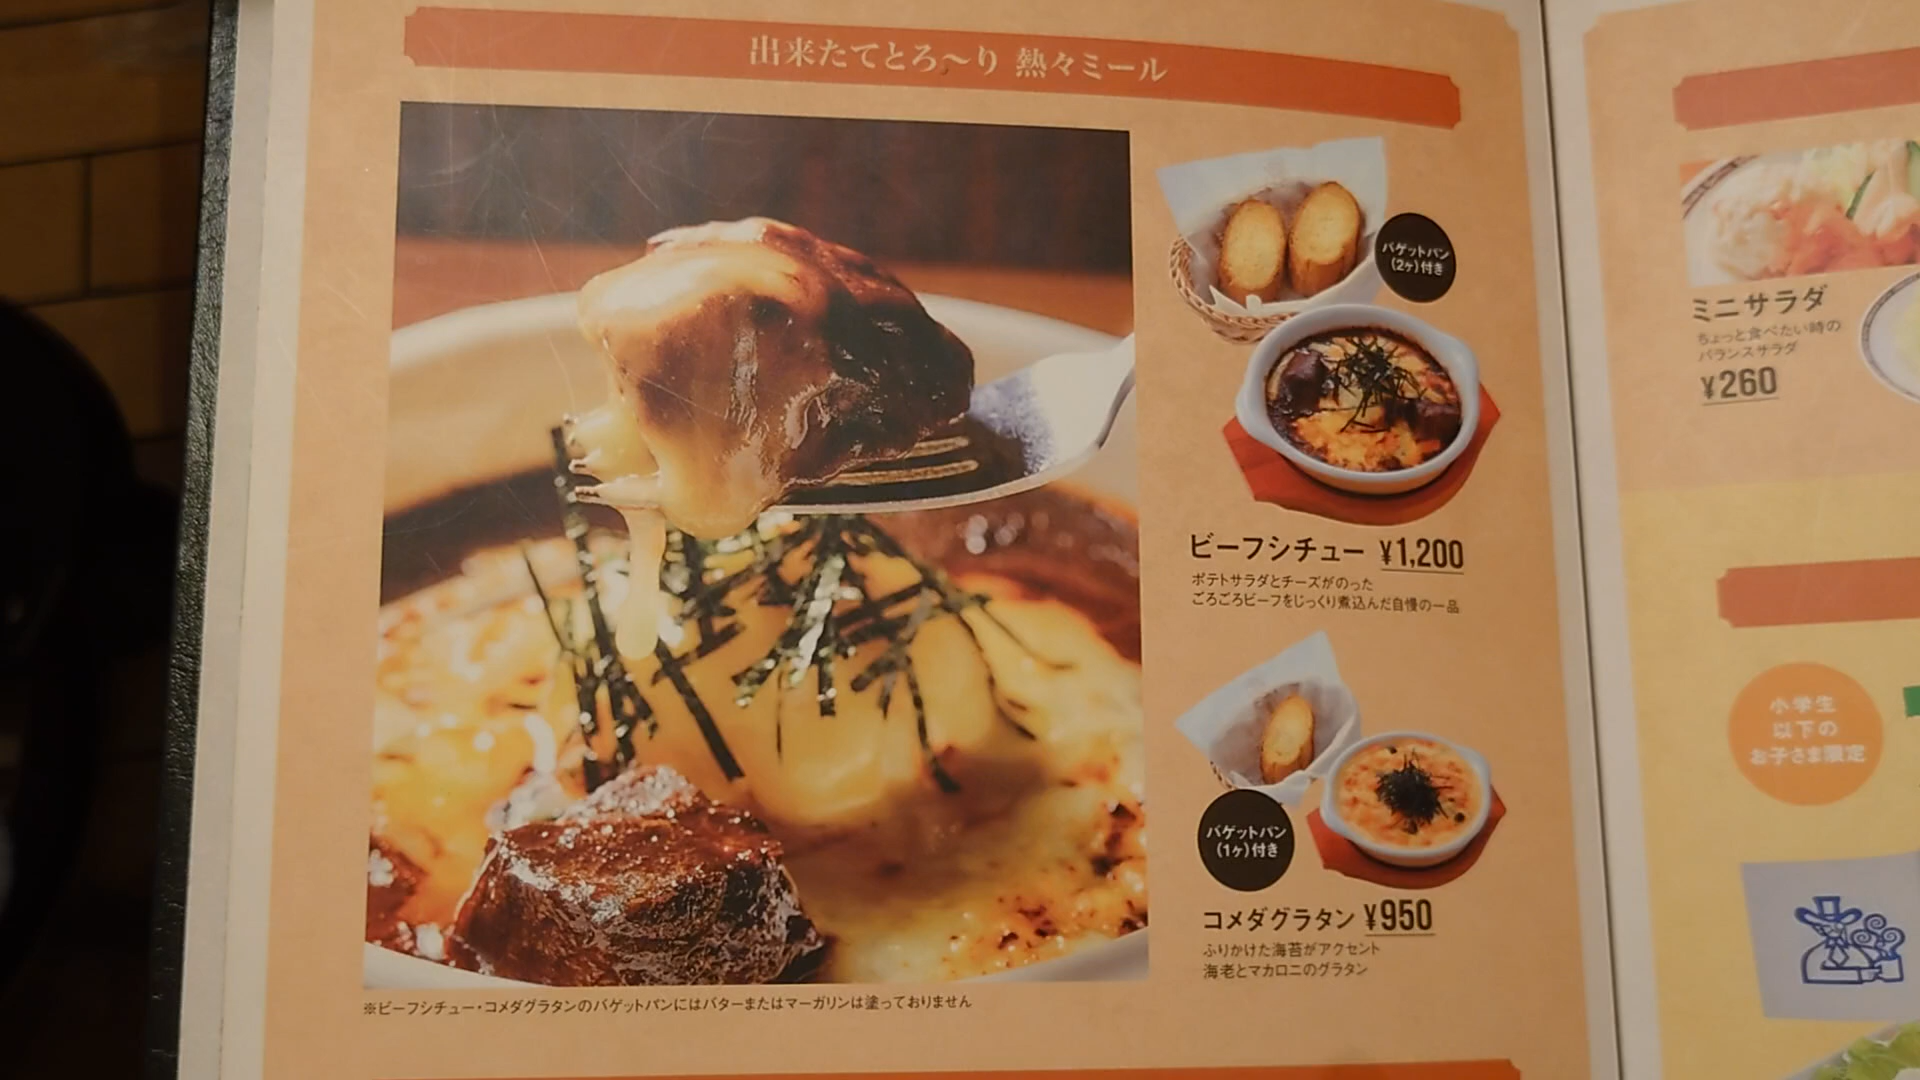 出来たてとろ〜り 熱々ミール
バゲットパン
(2ヶ)付き
ビーフシチュー ¥1,200
ポテトサラダとチーズがのった
ごろごろビーフをじっくり煮込んだ自慢の一品
バゲットパン
(1ヶ)付き
コメダグラタン ¥950
ふりかけた海苔がアクセント
海老とマカロニのグラタン
※ビーフシチュー・コメダグラタンのバゲットパンにはバターまたはマーガリンは塗っておりません
ミニサラダ
ちょっと食べたい時の
バランスサラダ
¥260
小学生
以下の
お子さま限定